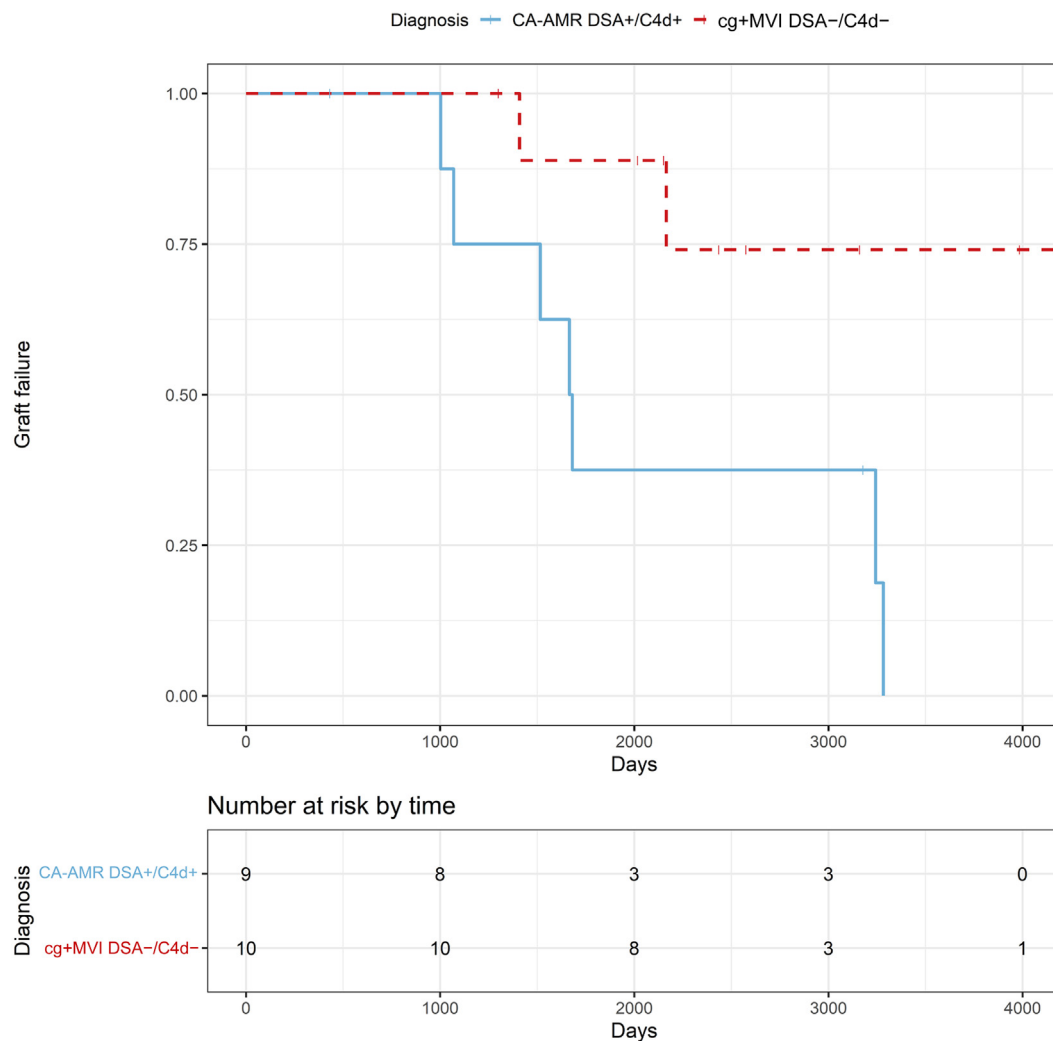 Diagnosis CA-AMR DSA+/C4d+ cg+MVI DSA−/C4d−
1.00
0.75
Graft failure
0.50
0.25
0.00
0 1000 2000 3000 4000
Days
Number at risk by time
Diagnosis
CA-AMR DSA+/C4d+ 9 8 3 3 0
cg+MVI DSA−/C4d− 10 10 8 3 1
0 1000 2000 3000 4000
Days